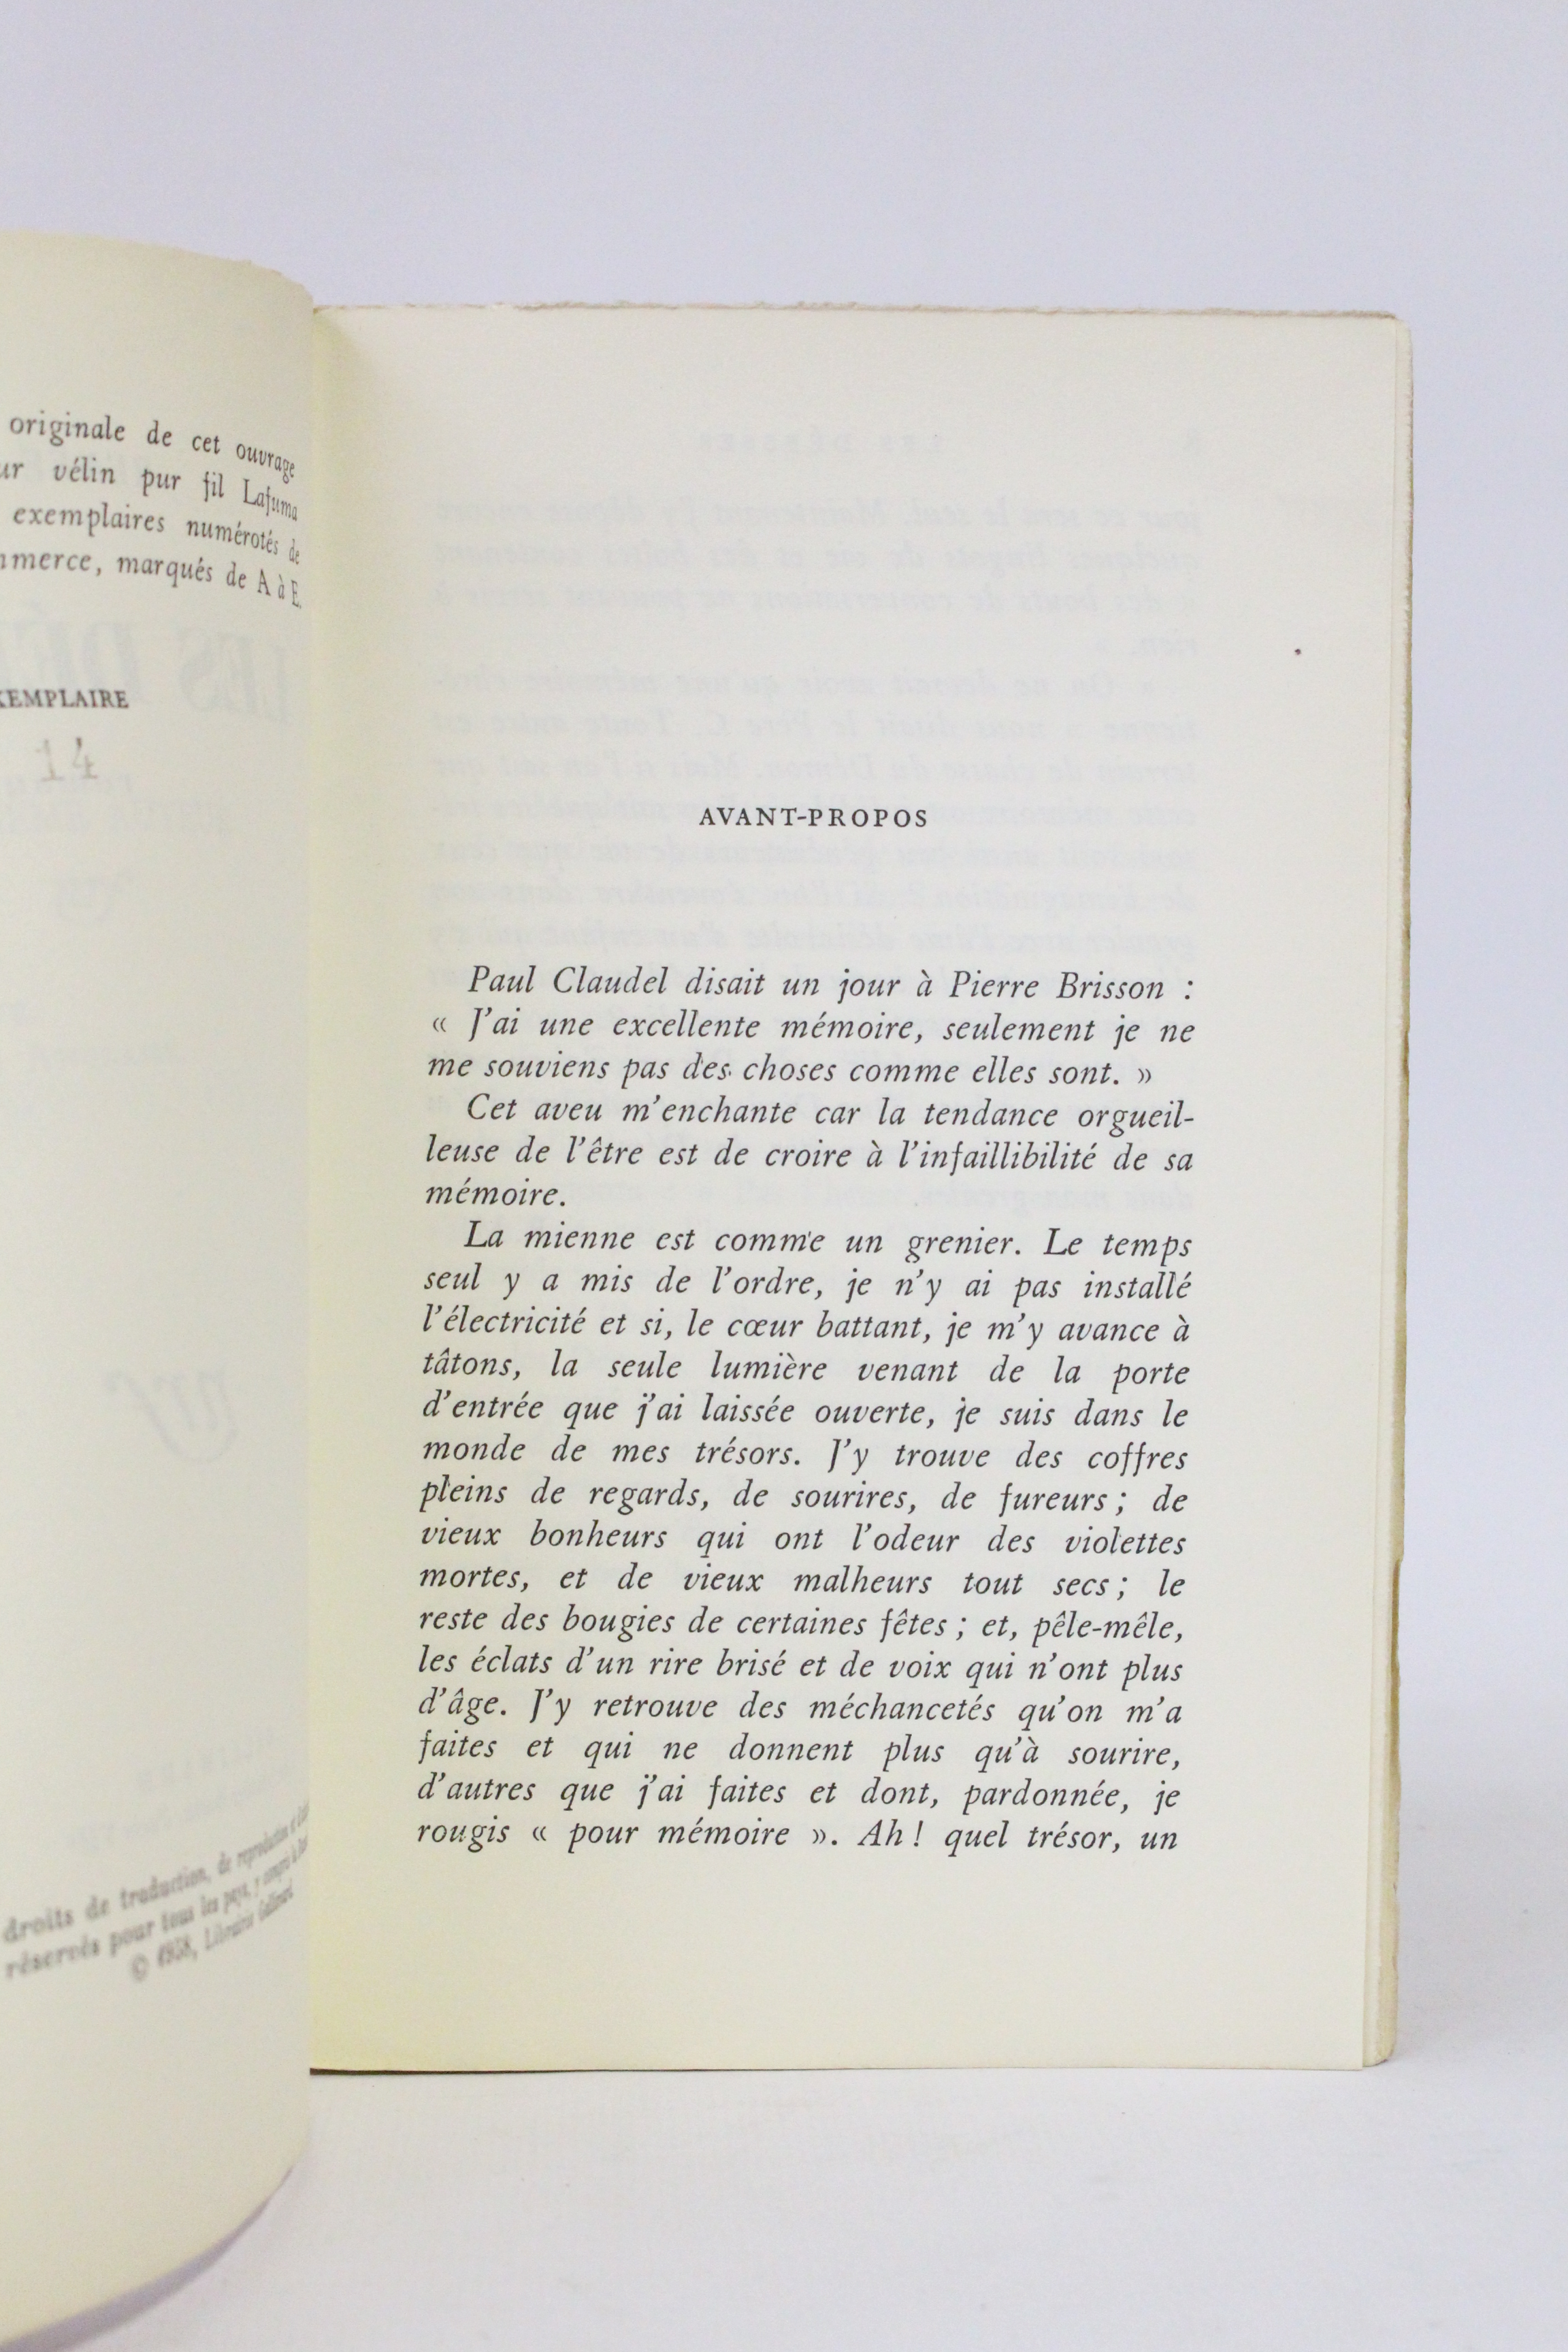 originale de cet ouvrage
vélin pur fil Lafuma
exemplaires numérotés de
marqués de A à E.
EXEMPLAIRE
14
droits de traduction, de reproduction
réservés pour tous les pays, y compris
© 1958, Librairie Gallimard
AVANT-PROPOS
Paul Claudel disait un jour à Pierre Brisson :
« J'ai une excellente mémoire, seulement je ne
me souviens pas des choses comme elles sont. »
Cet aveu m'enchante car la tendance orgueil-
leuse de l'être est de croire à l'infaillibilité de sa
mémoire.
La mienne est comme un grenier. Le temps
seul y a mis de l'ordre, je n'y ai pas installé
l'électricité et si, le cœur battant, je m'y avance à
tâtons, la seule lumière venant de la porte
d'entrée que j'ai laissée ouverte, je suis dans le
monde de mes trésors. J'y trouve des coffres
pleins de regards, de sourires, de fureurs ; de
vieux bonheurs qui ont l'odeur des violettes
mortes, et de vieux malheurs tout secs ; le
reste des bougies de certaines fêtes ; et, pêle-mêle,
les éclats d'un rire brisé et de voix qui n'ont plus
d'âge. J'y retrouve des méchancetés qu'on m'a
faites et qui ne donnent plus qu'à sourire,
d'autres que j'ai faites et dont, pardonnée, je
rougis « pour mémoire ». Ah ! quel trésor, un